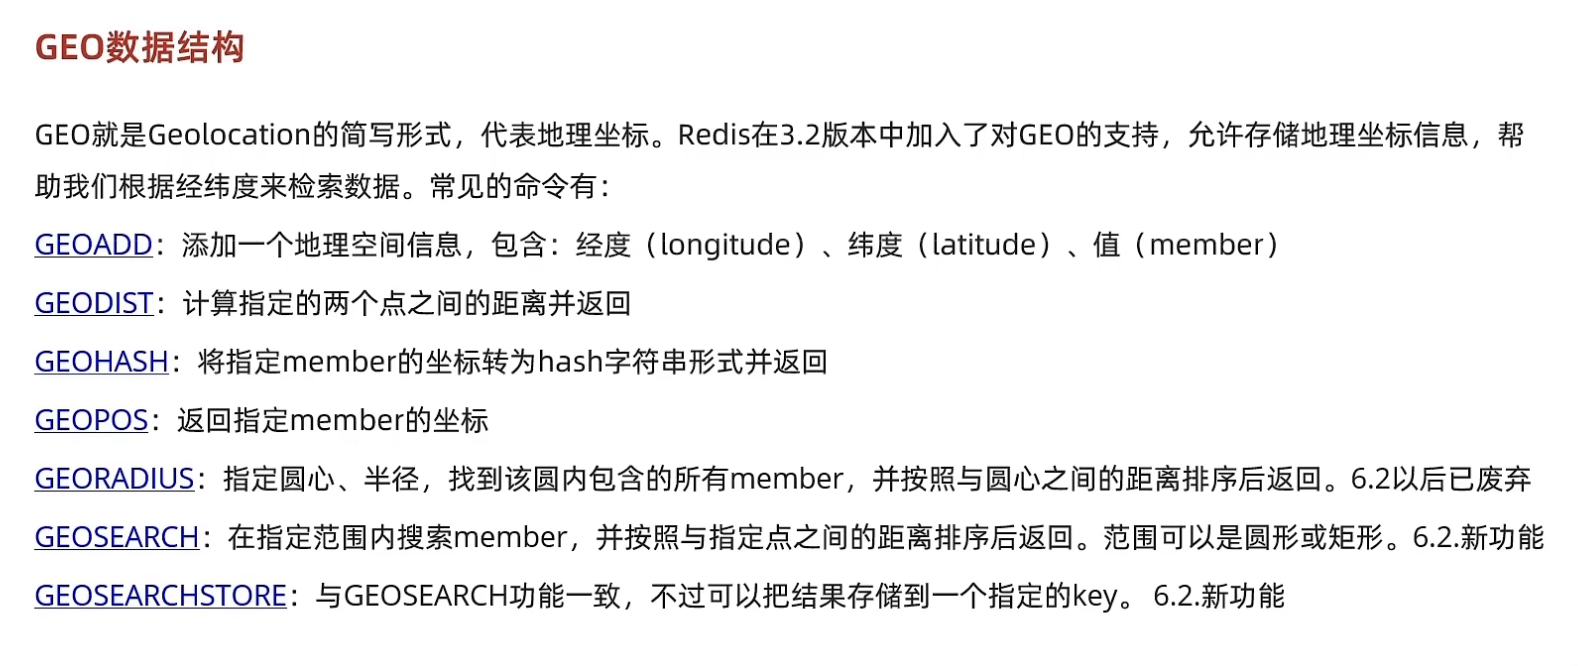 GEO数据结构
GEO就是Geolocation的简写形式，代表地理坐标。Redis在3.2版本中加入了对GEO的支持，允许存储地理坐标信息，帮
助我们根据经纬度来检索数据。常见的命令有：
GEOADD：添加一个地理空间信息，包含：经度（longitude）、纬度（latitude）、值（member）
GEODIST：计算指定的两个点之间的距离并返回
GEOHASH：将指定member的坐标转为hash字符串形式并返回
GEOPOS：返回指定member的坐标
GEORADIUS：指定圆心、半径，找到该圆内包含的所有member，并按照与圆心之间的距离排序后返回。6.2以后已废弃
GEOSEARCH：在指定范围内搜索member，并按照与指定点之间的距离排序后返回。范围可以是圆形或矩形。6.2.新功能
GEOSEARCHSTORE：与GEOSEARCH功能一致，不过可以把结果存储到一个指定的key。 6.2.新功能